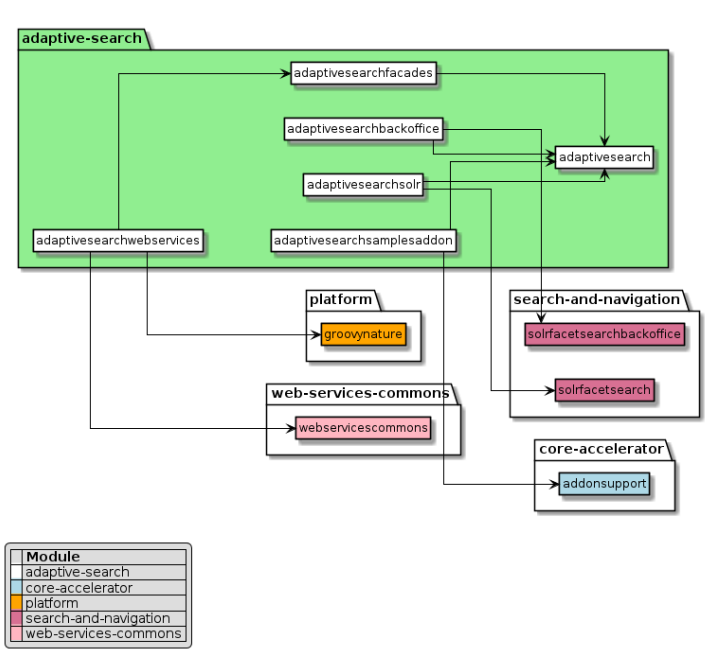 adaptive-search
adaptivesearchfacades
adaptivesearchbackoffice
adaptivesearch
adaptivesearchsolr
adaptivesearchwebservices
adaptivesearchsamplesaddon
platform
groovynature
search-and-navigation
solrfacetsearchbackoffice
solrfacetsearch
web-services-commons
webservicescommons
core-accelerator
addonsupport
Module
adaptive-search
core-accelerator
platform
search-and-navigation
web-services-commons